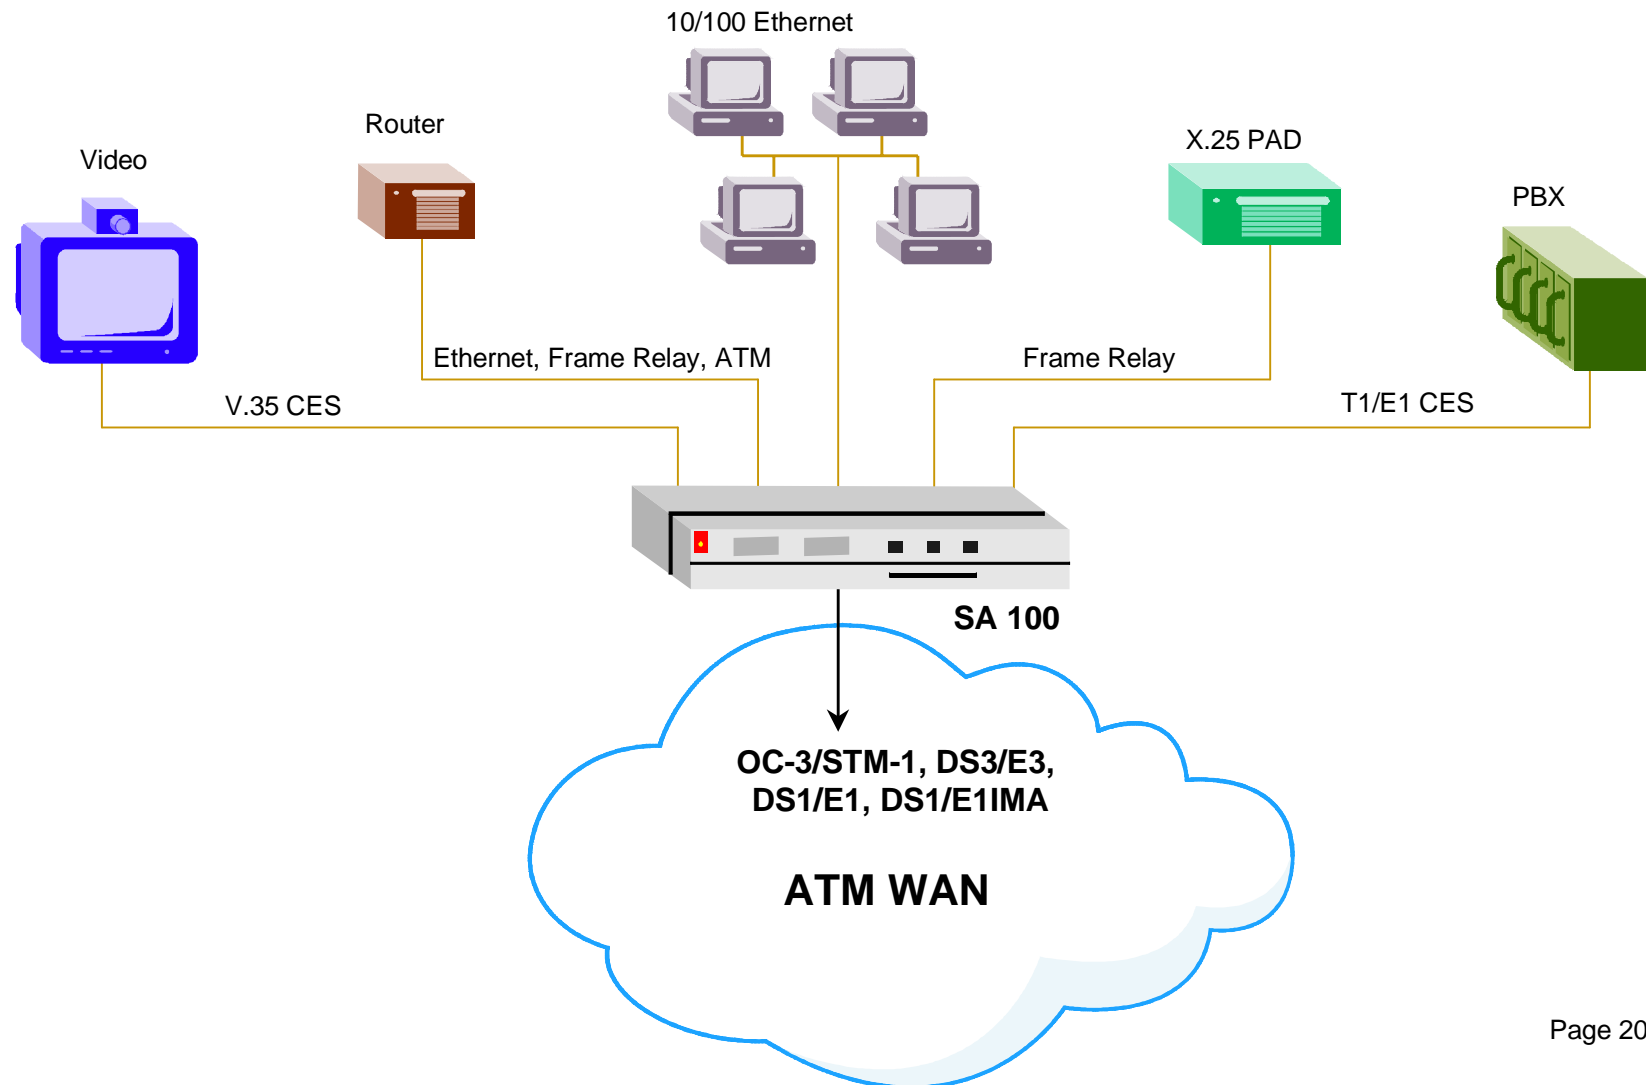 10/100 Ethernet
Router
Video
X.25 PAD
PBX
Ethernet, Frame Relay, ATM
Frame Relay
V.35 CES
T1/E1 CES
SA 100
OC-3/STM-1, DS3/E3,
DS1/E1, DS1/E1IMA
ATM WAN
Page 20